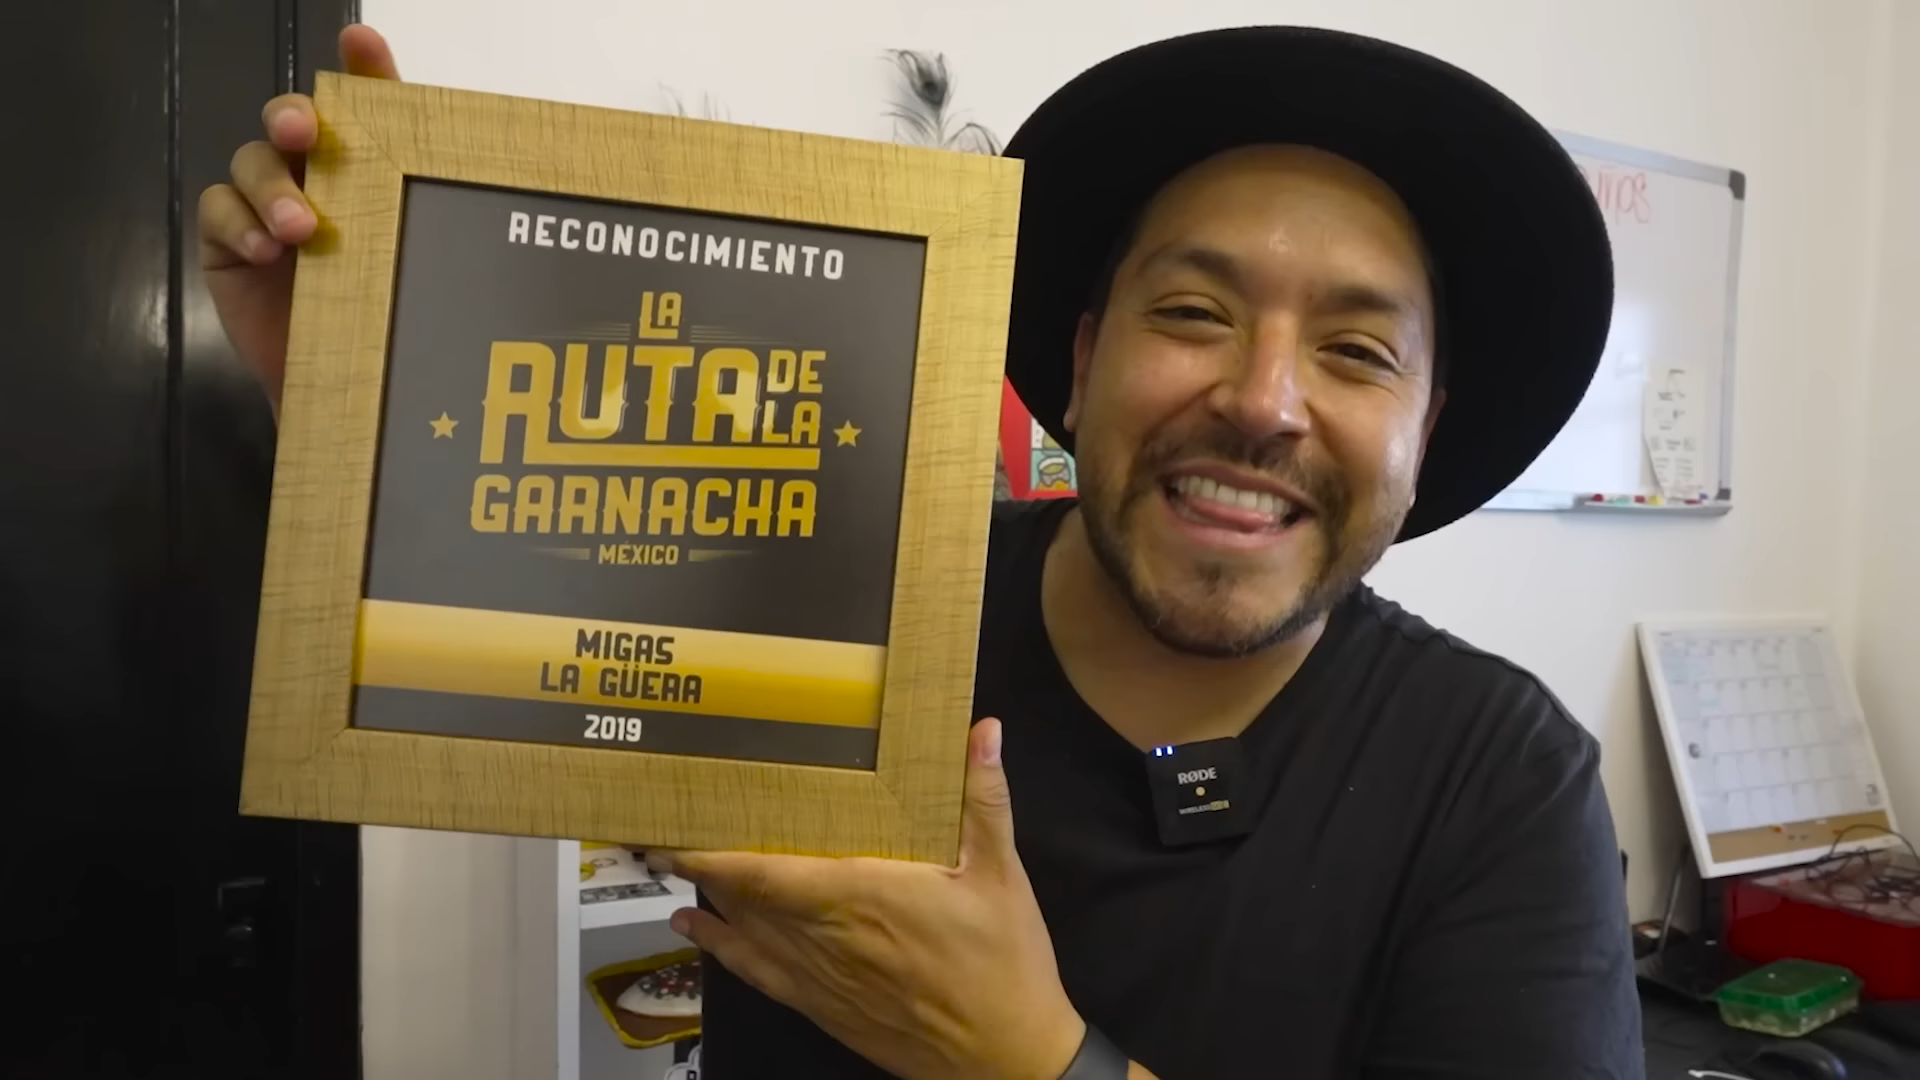 RECONOCIMIENTO
LA
RUTA DE LA
GARNACHA
MÉXICO
MIGAS
LA GÜERA
2019
RØDE